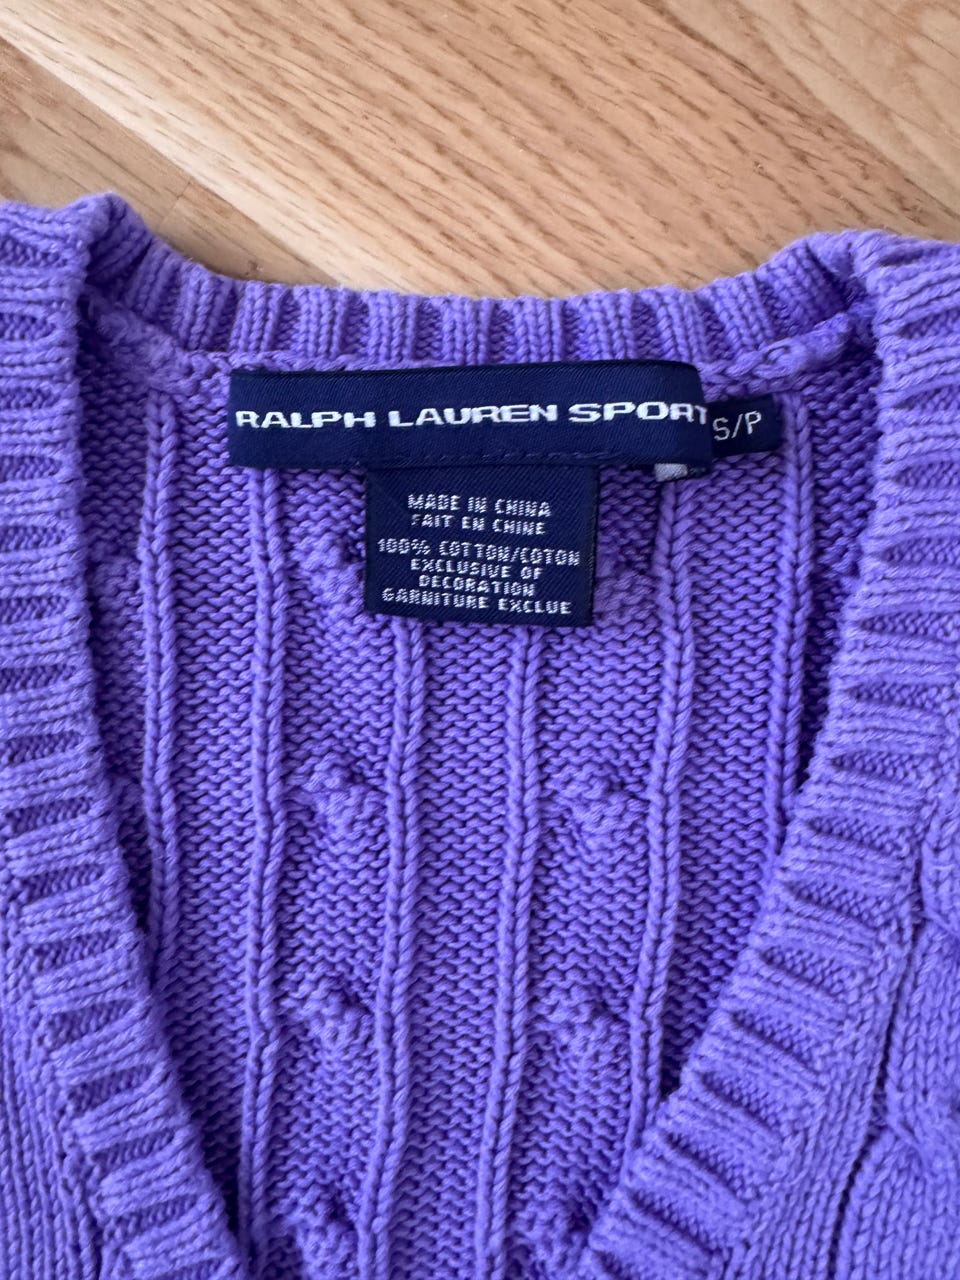 RALPH LAUREN SPORT
S/P
MADE IN CHINA
FAIT EN CHINE
100% COTTON/COTON
EXCLUSIVE OF
DECORATION
GARNITURE EXCLUE